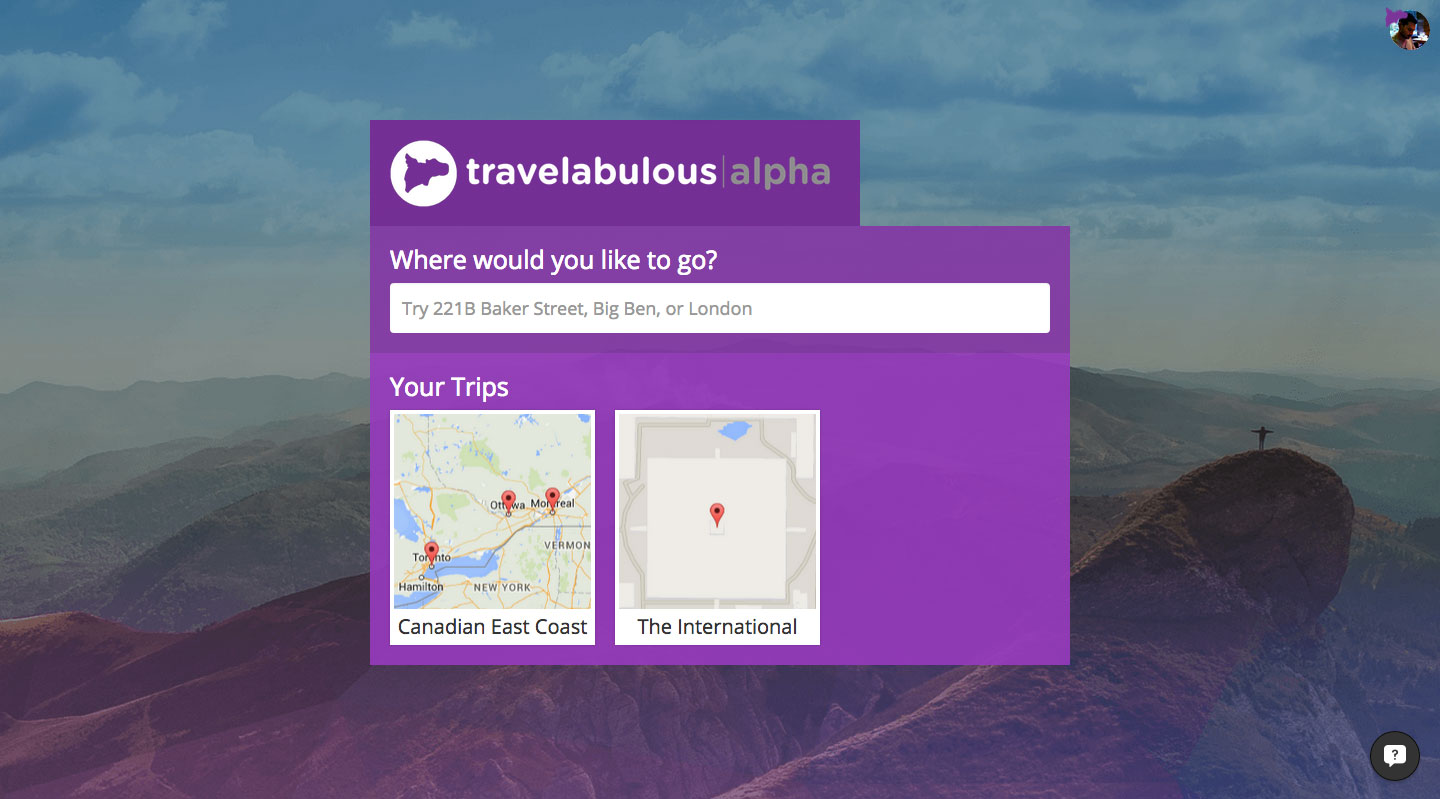 travelabulous|alpha
Where would you like to go?
Try 221B Baker Street, Big Ben, or London
Your Trips
Ottawa Montreal
VERMON
Toronto
Hamilton NEW YORK
Canadian East Coast
The International
?